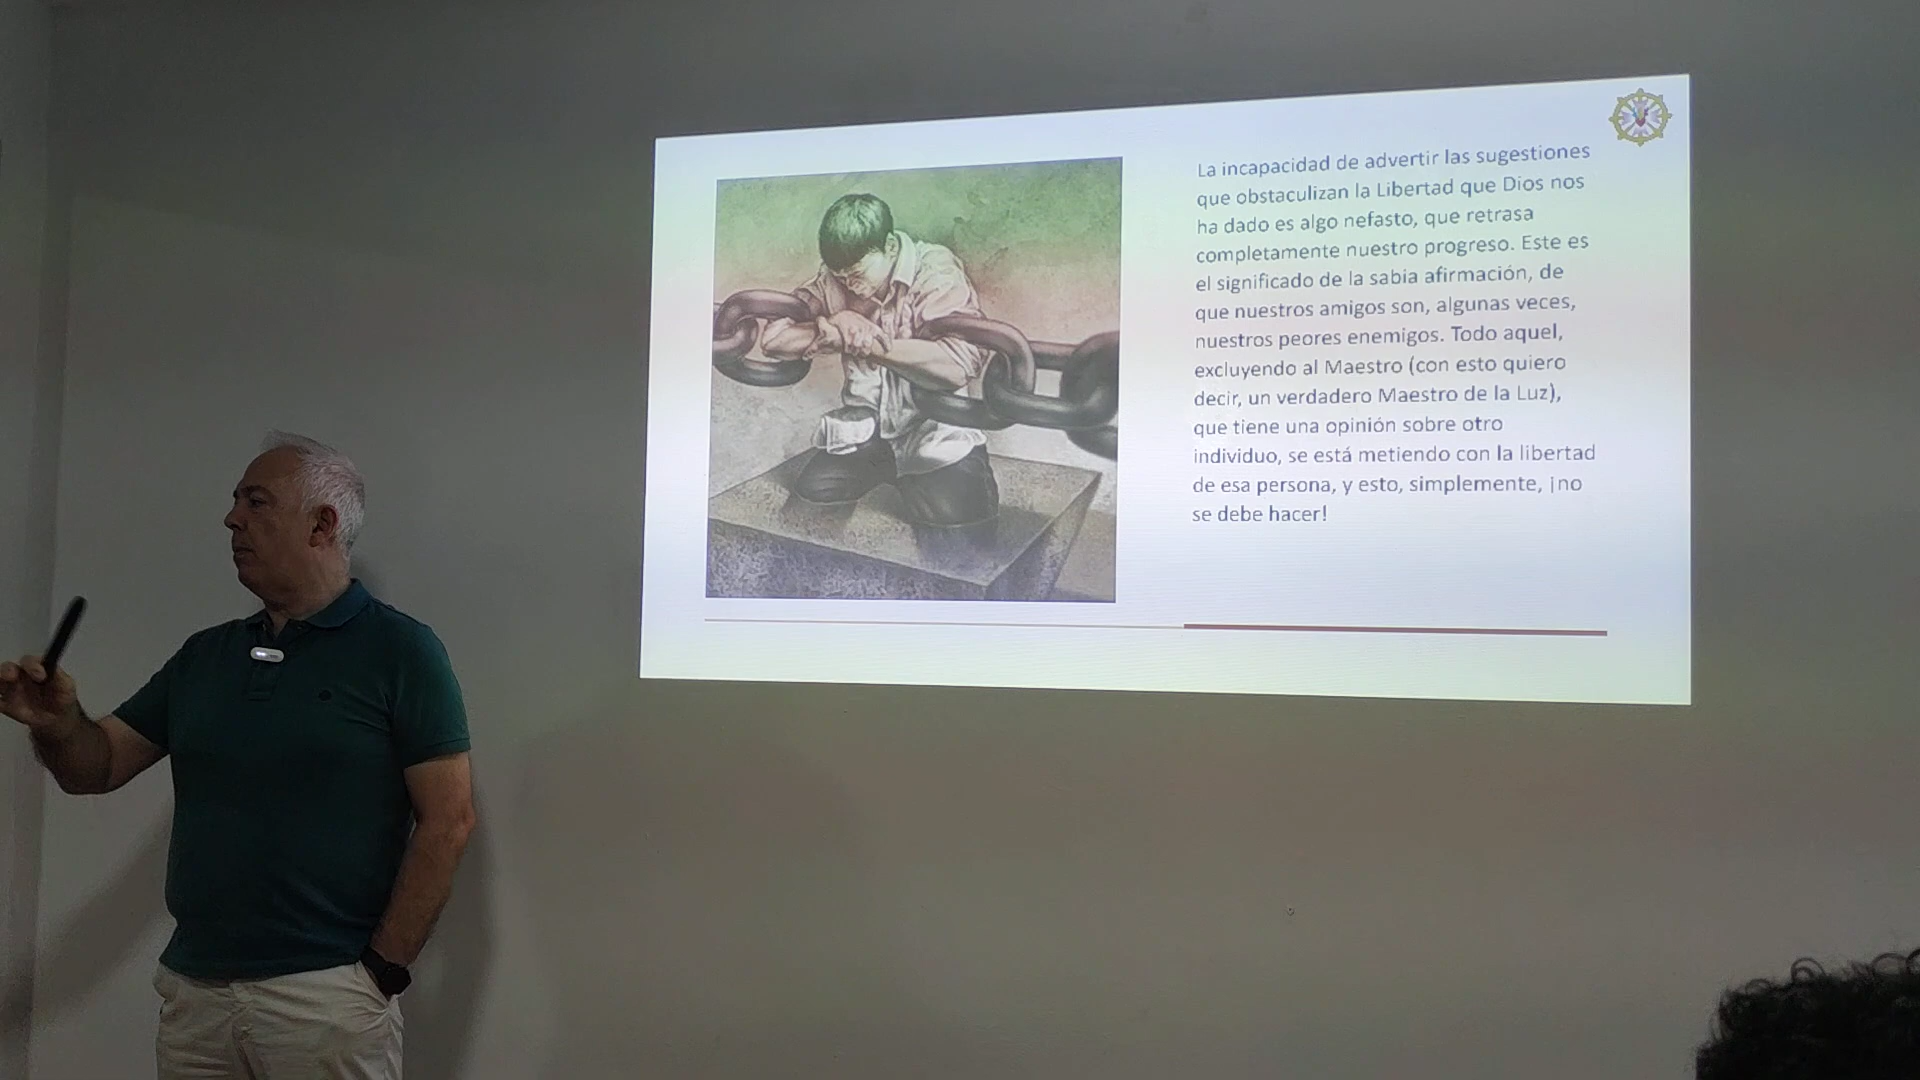 La incapacidad de advertir las sugestiones
que obstaculizan la Libertad que Dios nos
ha dado es algo nefasto, que retrasa
completamente nuestro progreso. Este es
el significado de la sabia afirmación, de
que nuestros amigos son, algunas veces,
nuestros peores enemigos. Todo aquel,
excluyendo al Maestro (con esto quiero
decir, un verdadero Maestro de la Luz),
que tiene una opinión sobre otro
individuo, se está metiendo con la libertad
de esa persona, y esto, simplemente, ¡no
se debe hacer!